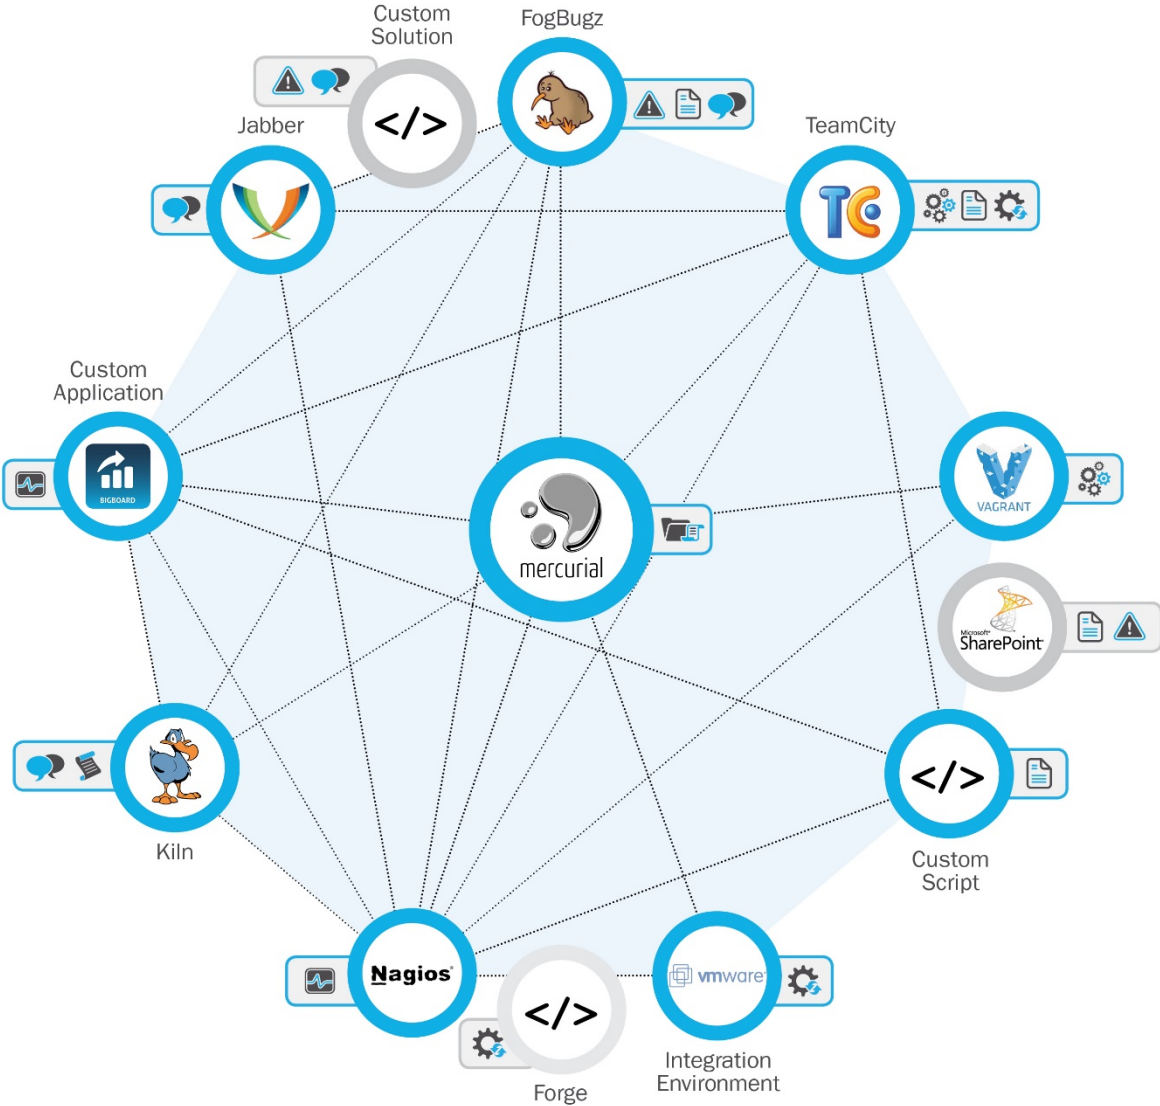 Custom
Solution
FogBugz
</>
Jabber
TeamCity
TC
Custom
Application
BIGBOARD
mercurial
VAGRANT
Microsoft®
SharePoint
</>
Kiln
Custom
Script
Nagios®
vmware
</>
Integration
Environment
Forge